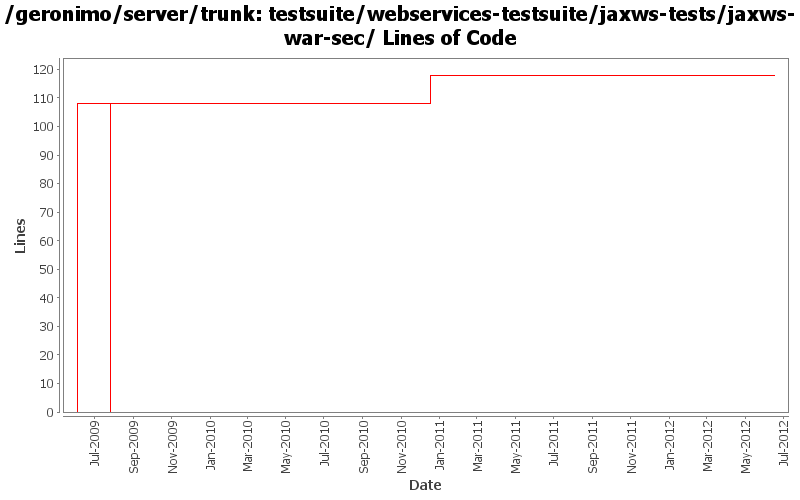 /geronimo/server/trunk: testsuite/webservices-testsuite/jaxws-tests/jaxws-
war-sec/ Lines of Code
120
110
100
90
80
70
60
50
40
30
20
10
0
Lines
Jul-2009
Sep-2009
Nov-2009
Jan-2010
Mar-2010
May-2010
Jul-2010
Sep-2010
Nov-2010
Jan-2011
Mar-2011
May-2011
Jul-2011
Sep-2011
Nov-2011
Jan-2012
Mar-2012
May-2012
Jul-2012
Date